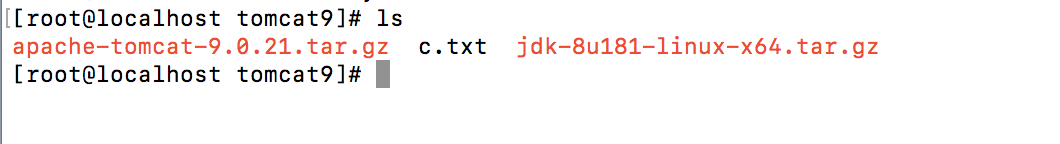 [[root@localhost tomcat9]# ls
apache-tomcat-9.0.21.tar.gz  c.txt  jdk-8u181-linux-x64.tar.gz
[root@localhost tomcat9]#